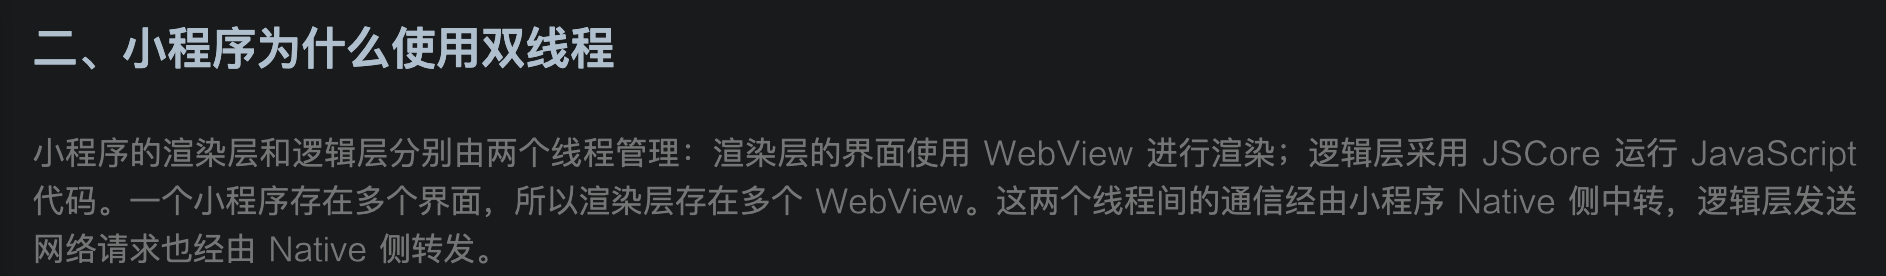 二、小程序为什么使用双线程
小程序的渲染层和逻辑层分别由两个线程管理：渲染层的界面使用 WebView 进行渲染；逻辑层采用 JSCore 运行 JavaScript
代码。一个小程序存在多个界面，所以渲染层存在多个 WebView。这两个线程间的通信经由小程序 Native 侧中转，逻辑层发送
网络请求也经由 Native 侧转发。